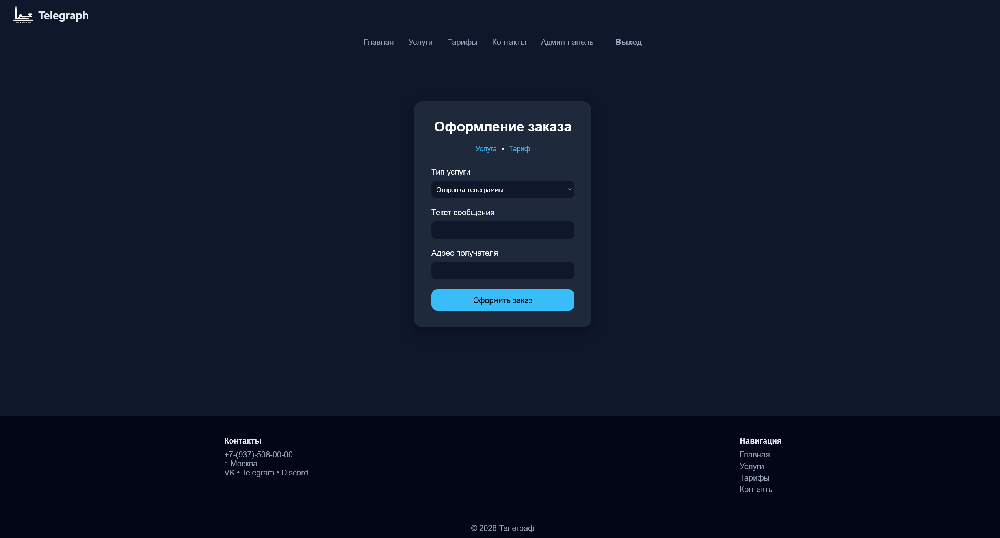 Telegraph
Главная Услуги Тарифы Контакты Админ-панель Выход
Оформление заказа
Услуга • Тариф
Тип услуги
Отправка телеграммы
Текст сообщения
Адрес получателя
Оформить заказ
Контакты
+7-(937)-508-00-00
г. Москва
VK • Telegram • Discord
Навигация
Главная
Услуги
Тарифы
Контакты
© 2026 Телеграф